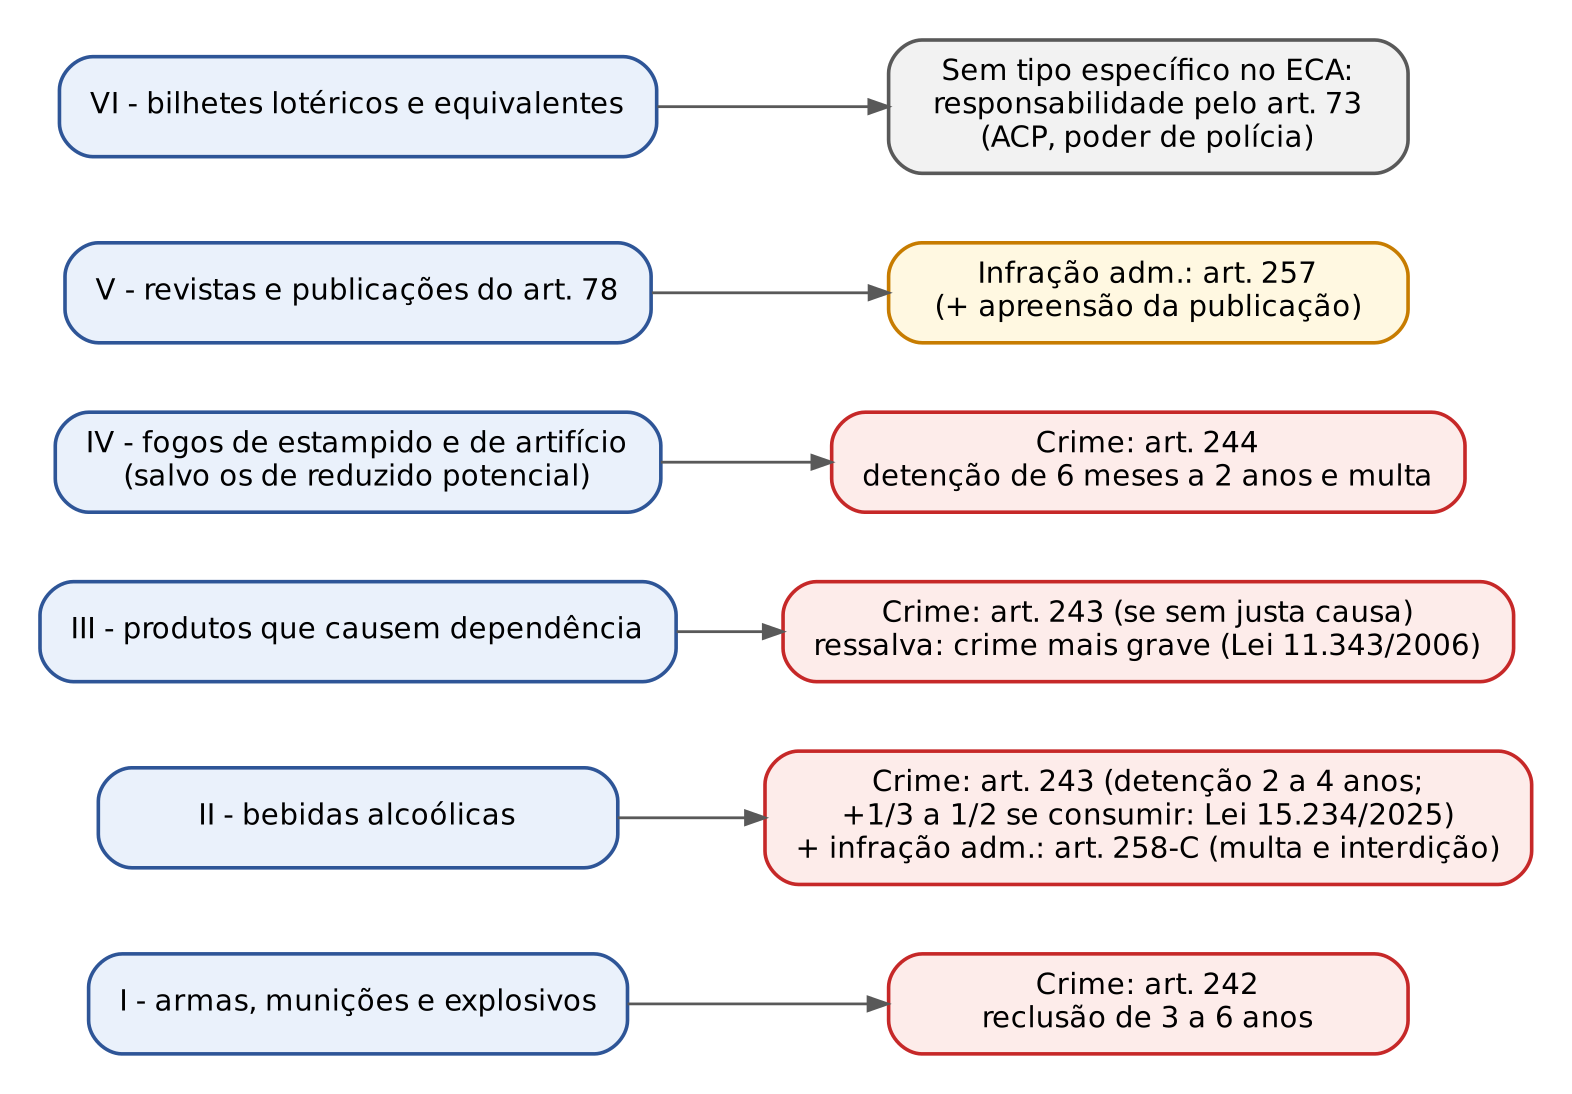 VI - bilhetes lotéricos e equivalentes
Sem tipo específico no ECA:
responsabilidade pelo art. 73
(ACP, poder de polícia)
V - revistas e publicações do art. 78
Infração adm.: art. 257
(+ apreensão da publicação)
IV - fogos de estampido e de artifício
(salvo os de reduzido potencial)
Crime: art. 244
detenção de 6 meses a 2 anos e multa
III - produtos que causem dependência
Crime: art. 243 (se sem justa causa)
ressalva: crime mais grave (Lei 11.343/2006)
II - bebidas alcoólicas
Crime: art. 243 (detenção 2 a 4 anos;
+1/3 a 1/2 se consumir: Lei 15.234/2025)
+ infração adm.: art. 258-C (multa e interdição)
I - armas, munições e explosivos
Crime: art. 242
reclusão de 3 a 6 anos